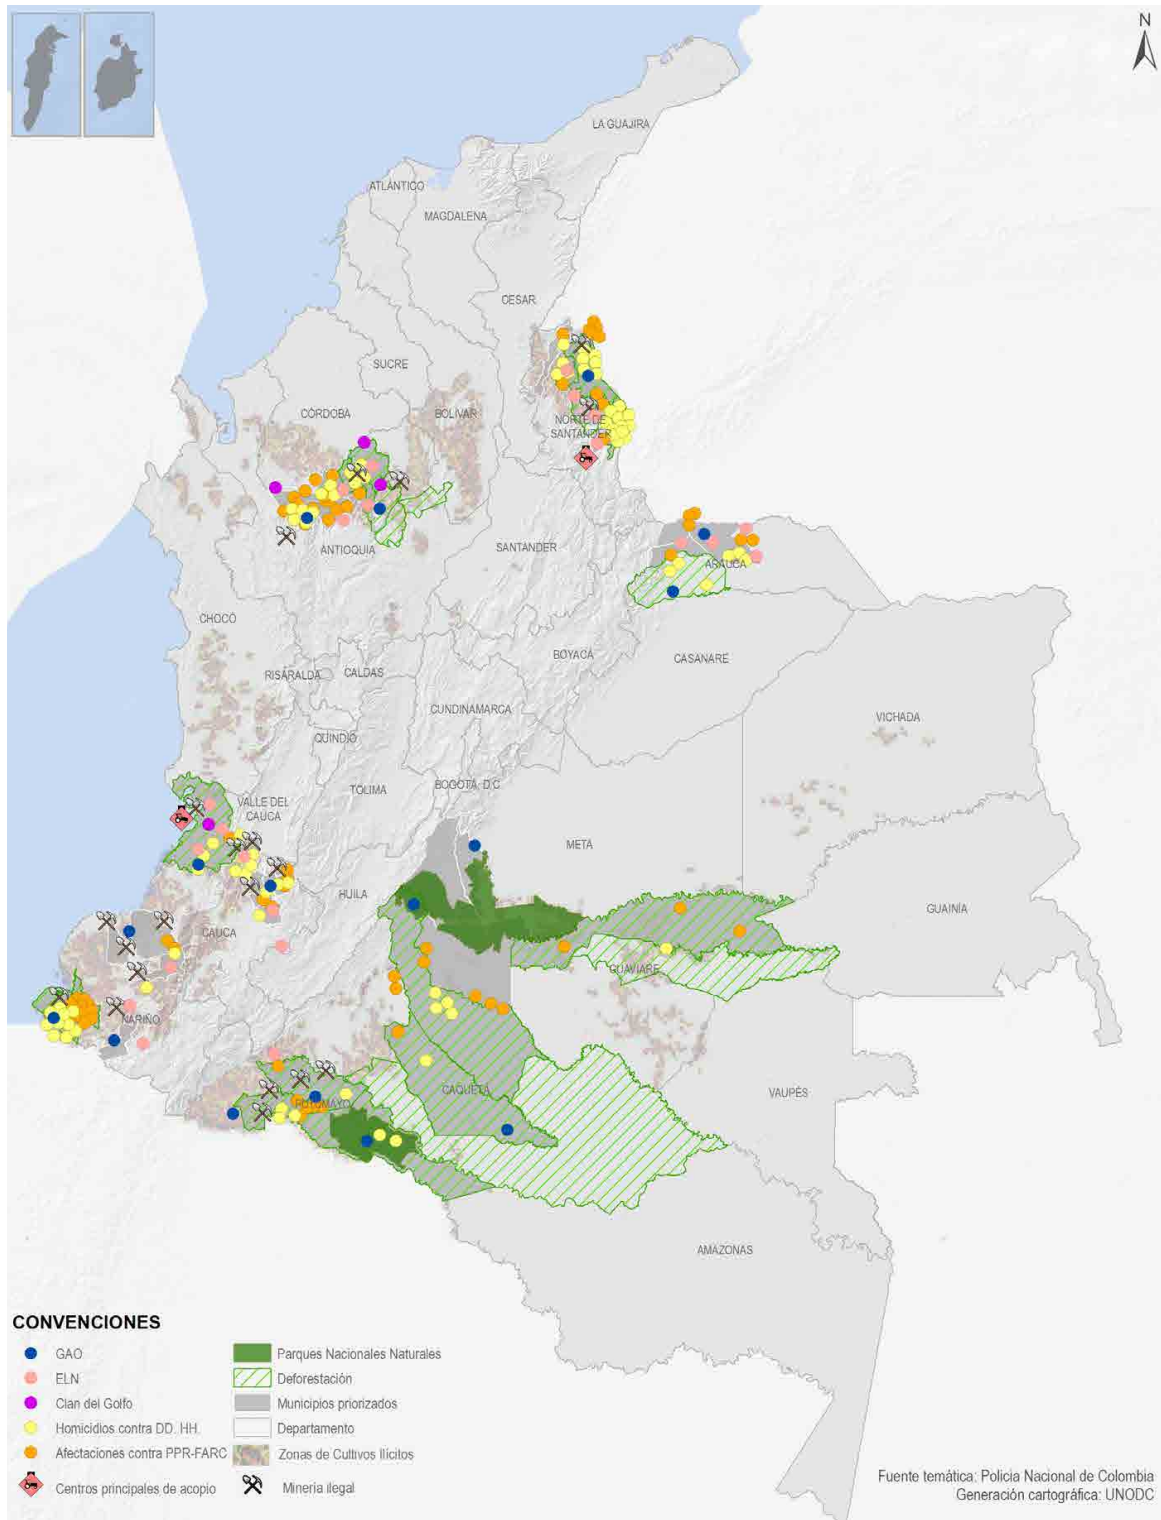 N
LA GUAJIRA
ATLÁNTICO
MAGDALENA
CESAR
SUCRE
CÓRDOBA
BOLÍVAR
NORTE DE
SANTANDER
ANTIOQUIA
SANTANDER
ARAUCA
CHOCÓ
BOYACÁ
CASANARE
RISARALDA
CALDAS
CUNDINAMARCA
VICHADA
QUINDÍO
TOLIMA
BOGOTÁ, D.C
VALLE DEL
CAUCA
META
HUILA
GUAINÍA
CAUCA
GUAVIARE
NARIÑO
VAUPÉS
CAQUETÁ
PUTUMAYO
AMAZONAS
CONVENCIONES
GAO
ELN
Clan del Golfo
Homicidios contra DD. HH.
Afectaciones contra PPR-FARC
Centros principales de acopio
Parques Nacionales Naturales
Deforestación
Municipios priorizados
Departamento
Zonas de Cultivos Ilícitos
Minería ilegal
Fuente temática: Policia Nacional de Colombia
Generación cartográfica: UNODC